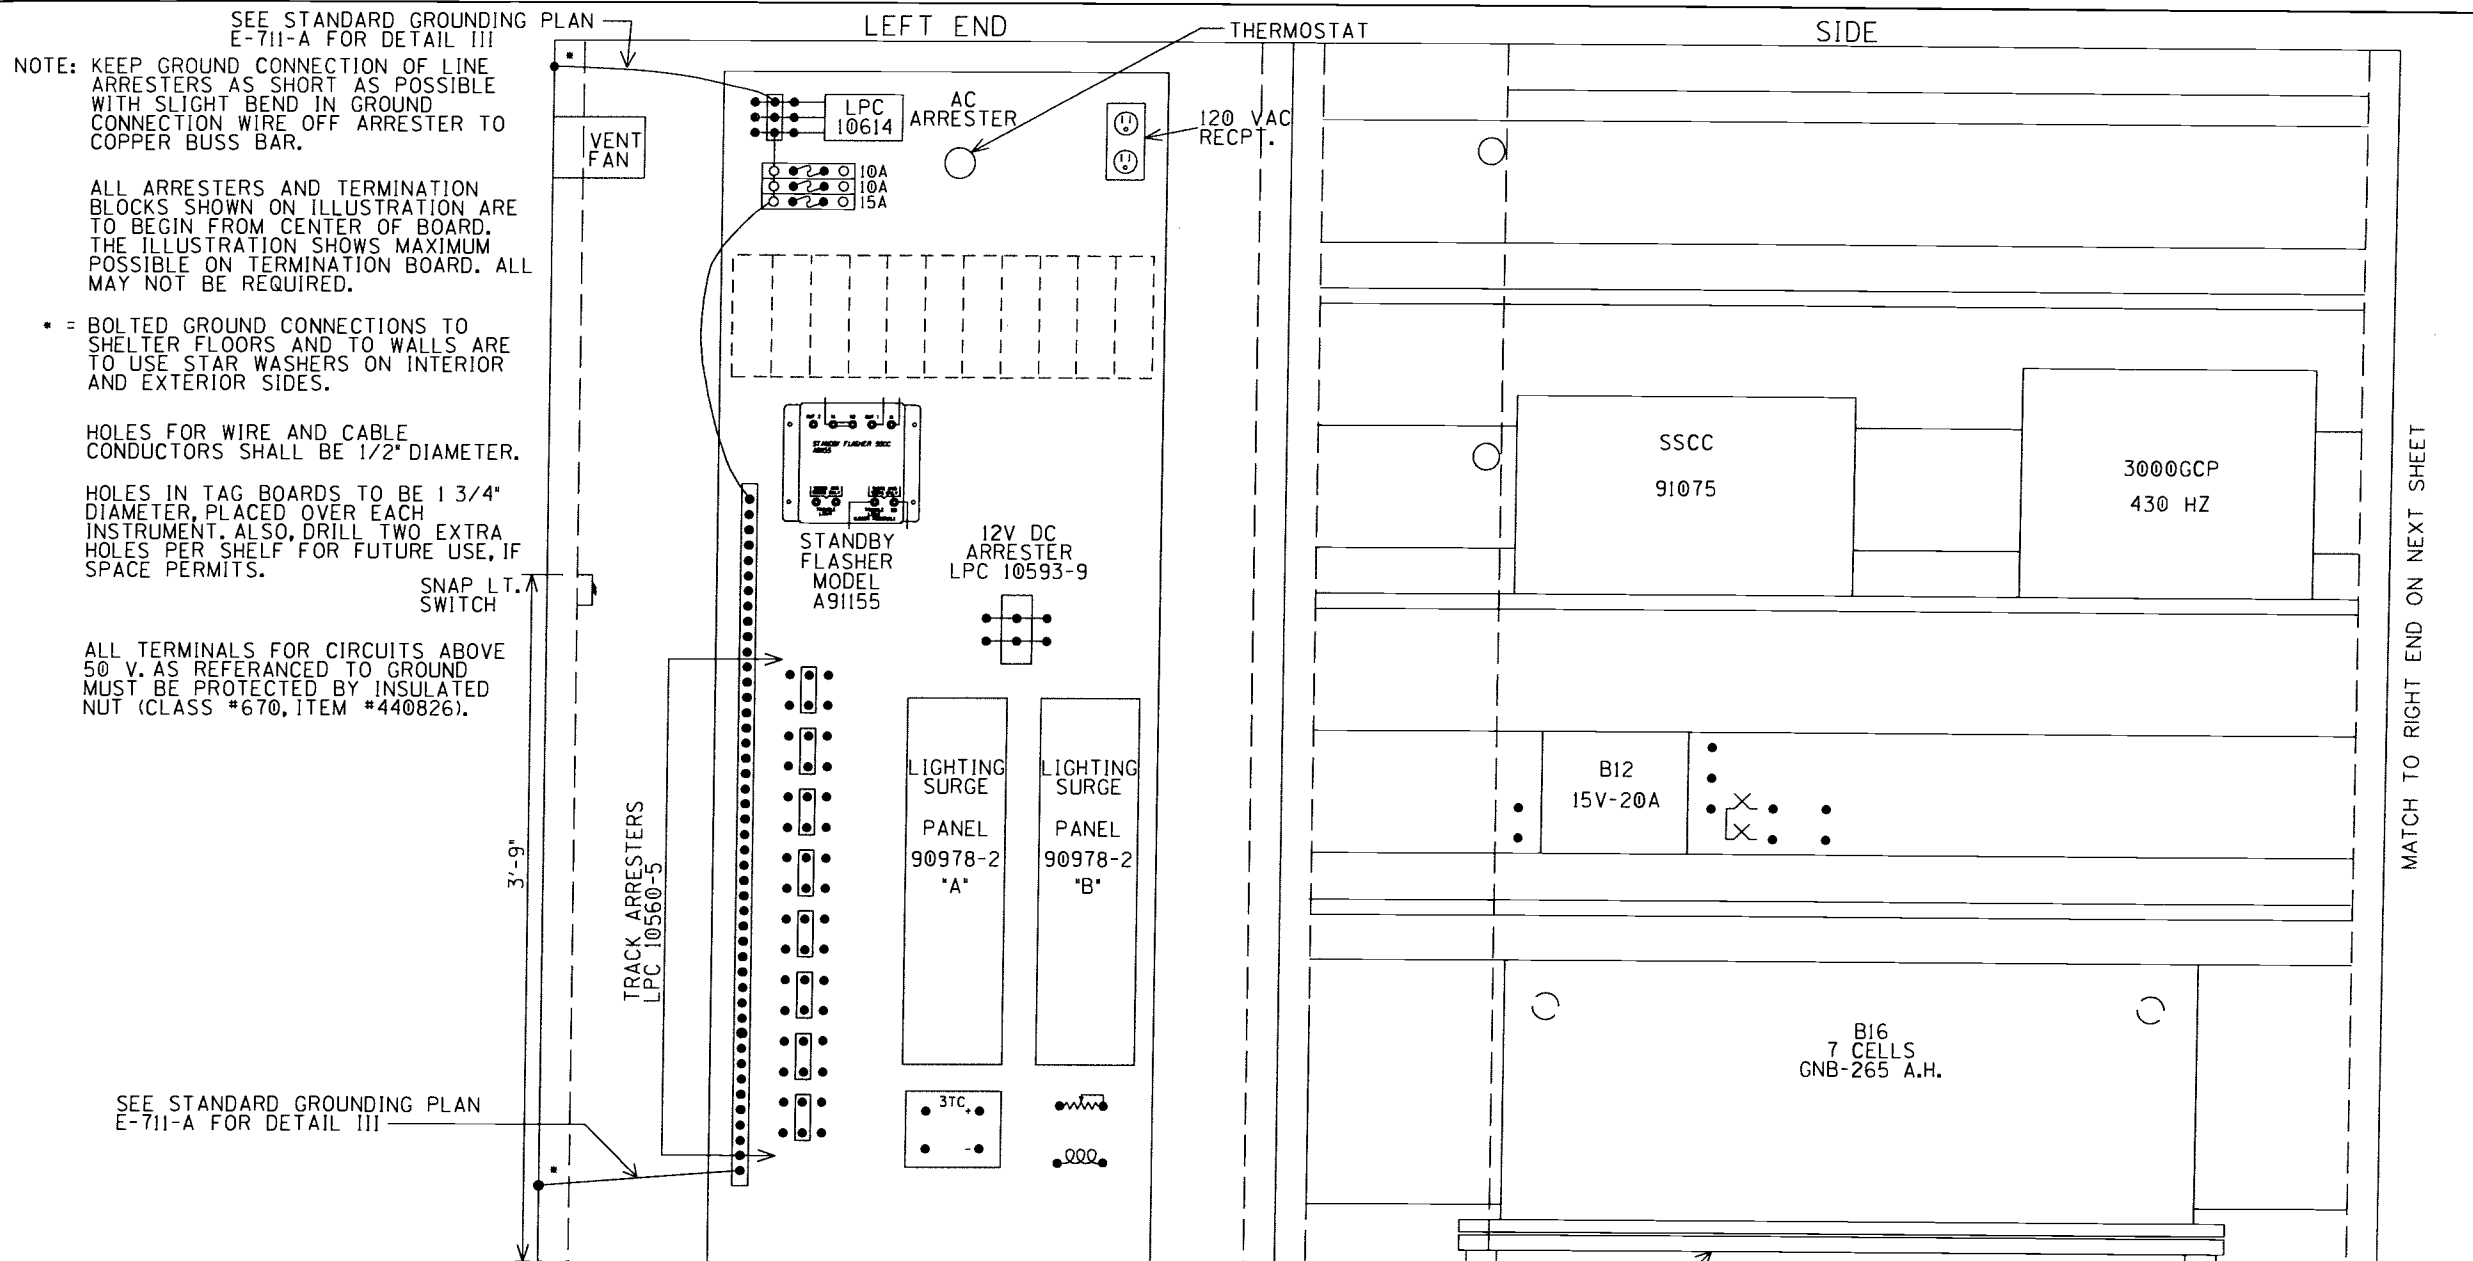 SEE STANDARD GROUNDING PLAN
E-711-A FOR DETAIL III
LEFT END
THERMOSTAT
SIDE
NOTE: KEEP GROUND CONNECTION OF LINE
ARRESTERS AS SHORT AS POSSIBLE
WITH SLIGHT BEND IN GROUND
CONNECTION WIRE OFF ARRESTER TO
COPPER BUSS BAR.
ALL ARRESTERS AND TERMINATION
BLOCKS SHOWN ON ILLUSTRATION ARE
TO BEGIN FROM CENTER OF BOARD.
THE ILLUSTRATION SHOWS MAXIMUM
POSSIBLE ON TERMINATION BOARD. ALL
MAY NOT BE REQUIRED.
* = BOLTED GROUND CONNECTIONS TO
SHELTER FLOORS AND TO WALLS ARE
TO USE STAR WASHERS ON INTERIOR
AND EXTERIOR SIDES.
HOLES FOR WIRE AND CABLE
CONDUCTORS SHALL BE 1/2" DIAMETER.
HOLES IN TAG BOARDS TO BE 1 3/4"
DIAMETER, PLACED OVER EACH
INSTRUMENT. ALSO, DRILL TWO EXTRA
HOLES PER SHELF FOR FUTURE USE, IF
SPACE PERMITS.
SNAP LT.
SWITCH
ALL TERMINALS FOR CIRCUITS ABOVE
50 V. AS REFERANCED TO GROUND
MUST BE PROTECTED BY INSULATED
NUT (CLASS #670, ITEM #440826).
3'-9"
SEE STANDARD GROUNDING PLAN
E-711-A FOR DETAIL III
*
*
VENT
FAN
LPC
10614
AC
ARRESTER
120 VAC
RECPT.
10A
10A
15A
STANDBY FLASHER SSCC
STANDBY
FLASHER
MODEL
A91155
12V DC
ARRESTER
LPC 10593-9
TRACK ARRESTERS
LPC 10560-5
LIGHTING
SURGE
PANEL
90978-2
"A"
LIGHTING
SURGE
PANEL
90978-2
"B"
3TC
+
-
SSCC
91075
3000GCP
430 HZ
B12
15V-20A
B16
7 CELLS
GNB-265 A.H.
MATCH TO RIGHT END ON NEXT SHEET